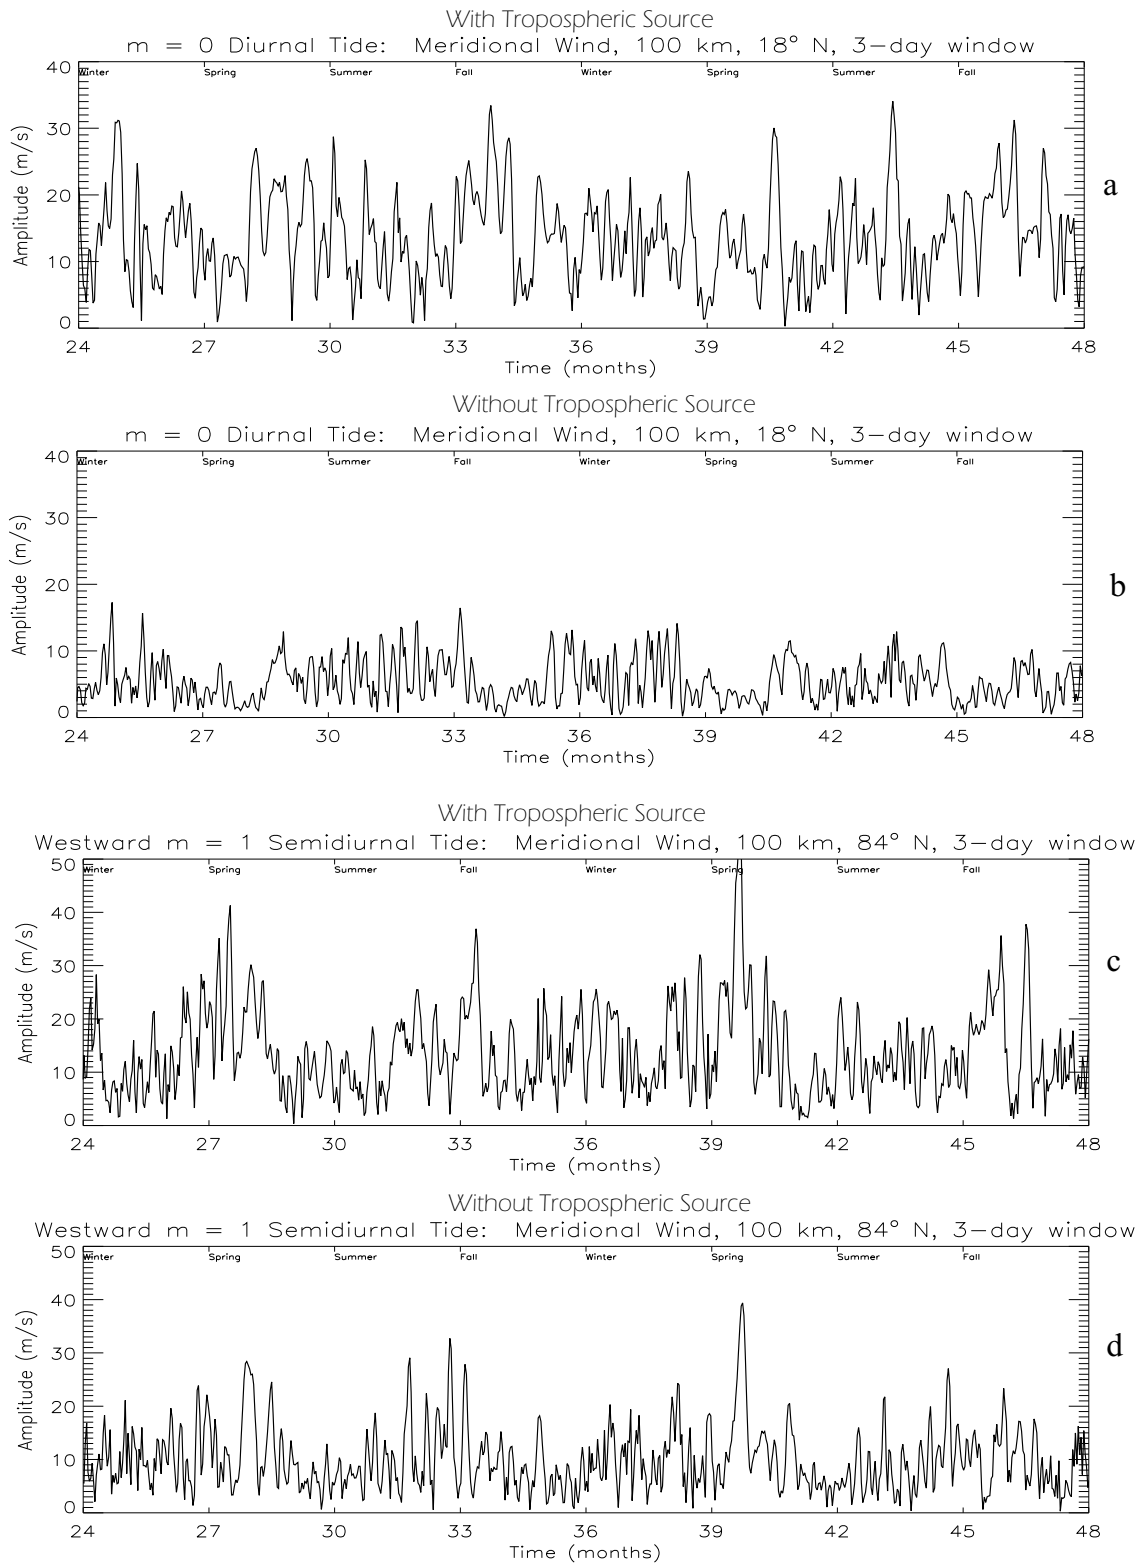 With Tropospheric Source
m = 0 Diurnal Tide: Meridional Wind, 100 km, 18° N, 3-day window
40
30
20
10
0
Amplitude (m/s)
Winter Spring Summer Fall Winter Spring Summer Fall
a
24 27 30 33 36 39 42 45 48
Time (months)
Without Tropospheric Source
m = 0 Diurnal Tide: Meridional Wind, 100 km, 18° N, 3-day window
40
30
20
10
0
Amplitude (m/s)
Winter Spring Summer Fall Winter Spring Summer Fall
b
24 27 30 33 36 39 42 45 48
Time (months)
With Tropospheric Source
Westward m = 1 Semidiurnal Tide: Meridional Wind, 100 km, 84° N, 3-day window
50
40
30
20
10
0
Amplitude (m/s)
Winter Spring Summer Fall Winter Spring Summer Fall
c
24 27 30 33 36 39 42 45 48
Time (months)
Without Tropospheric Source
Westward m = 1 Semidiurnal Tide: Meridional Wind, 100 km, 84° N, 3-day window
50
40
30
20
10
0
Amplitude (m/s)
Winter Spring Summer Fall Winter Spring Summer Fall
d
24 27 30 33 36 39 42 45 48
Time (months)